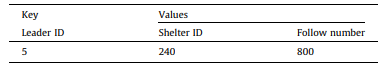 Key Values
Leader ID Shelter ID Follow number
5 240 800